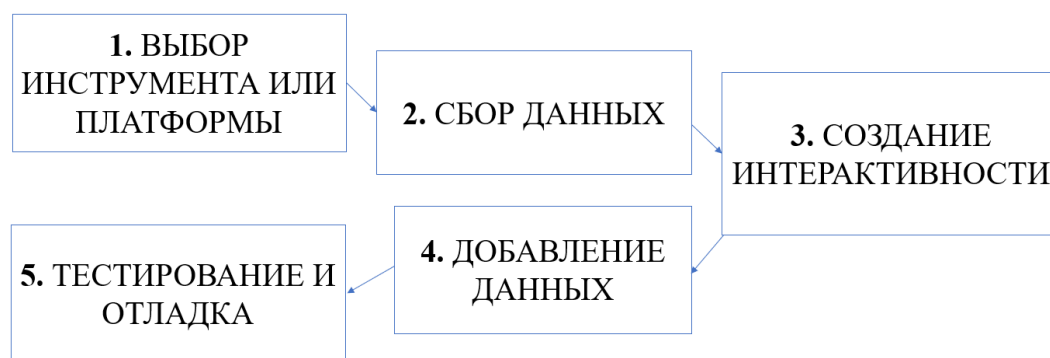 1. ВЫБОР
ИНСТРУМЕНТА ИЛИ
ПЛАТФОРМЫ
2. СБОР ДАННЫХ
3. СОЗДАНИЕ
ИНТЕРАКТИВНОСТИ
4. ДОБАВЛЕНИЕ
ДАННЫХ
5. ТЕСТИРОВАНИЕ И
ОТЛАДКА